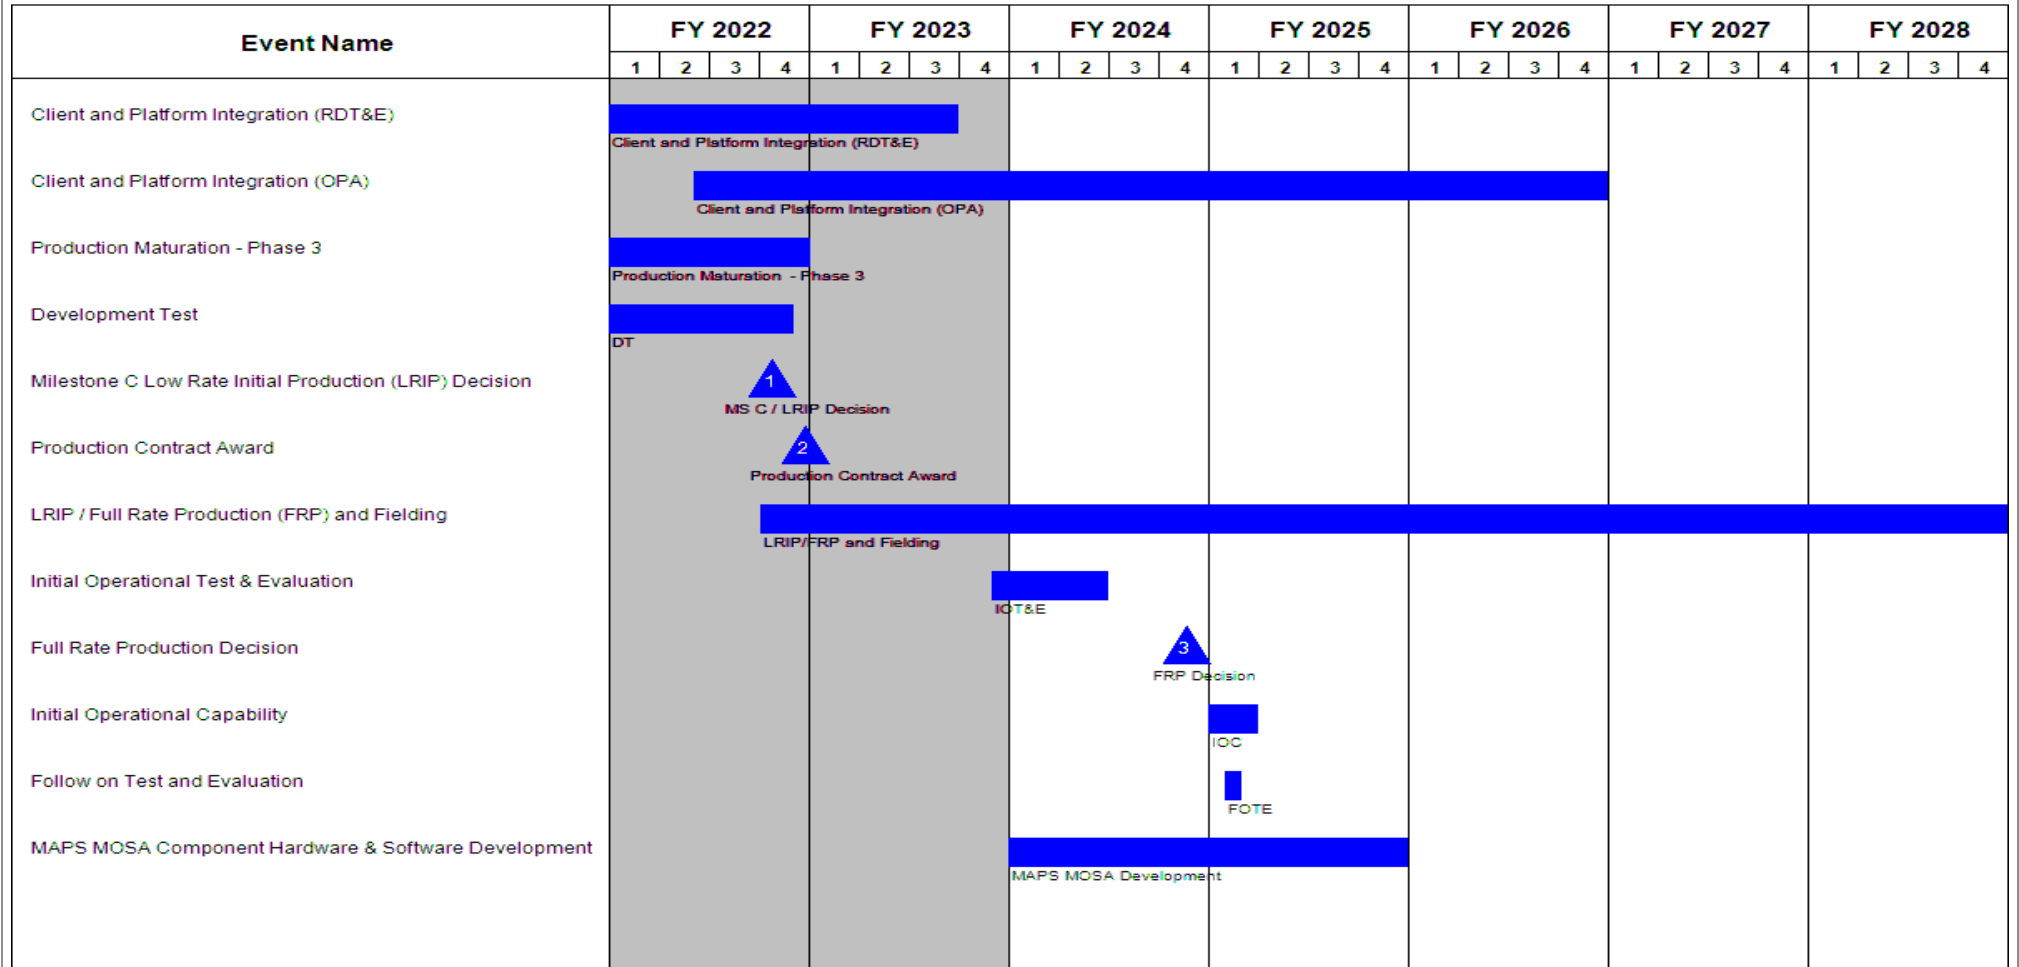 Event Name
FY 2022 FY 2023 FY 2024 FY 2025 FY 2026 FY 2027 FY 2028
1 2 3 4 1 2 3 4 1 2 3 4 1 2 3 4 1 2 3 4 1 2 3 4 1 2 3 4
Client and Platform Integration (RDT&E)
Client and Platform Integration (RDT&E)
Client and Platform Integration (OPA)
Client and Platform Integration (OPA)
Production Maturation - Phase 3
Production Maturation - Phase 3
Development Test
DT
Milestone C Low Rate Initial Production (LRIP) Decision
1
MS C / LRIP Decision
Production Contract Award
2
Production Contract Award
LRIP / Full Rate Production (FRP) and Fielding
LRIP/FRP and Fielding
Initial Operational Test & Evaluation
IOT&E
Full Rate Production Decision
3
FRP Decision
Initial Operational Capability
IOC
Follow on Test and Evaluation
FOTE
MAPS MOSA Component Hardware & Software Development
MAPS MOSA Development